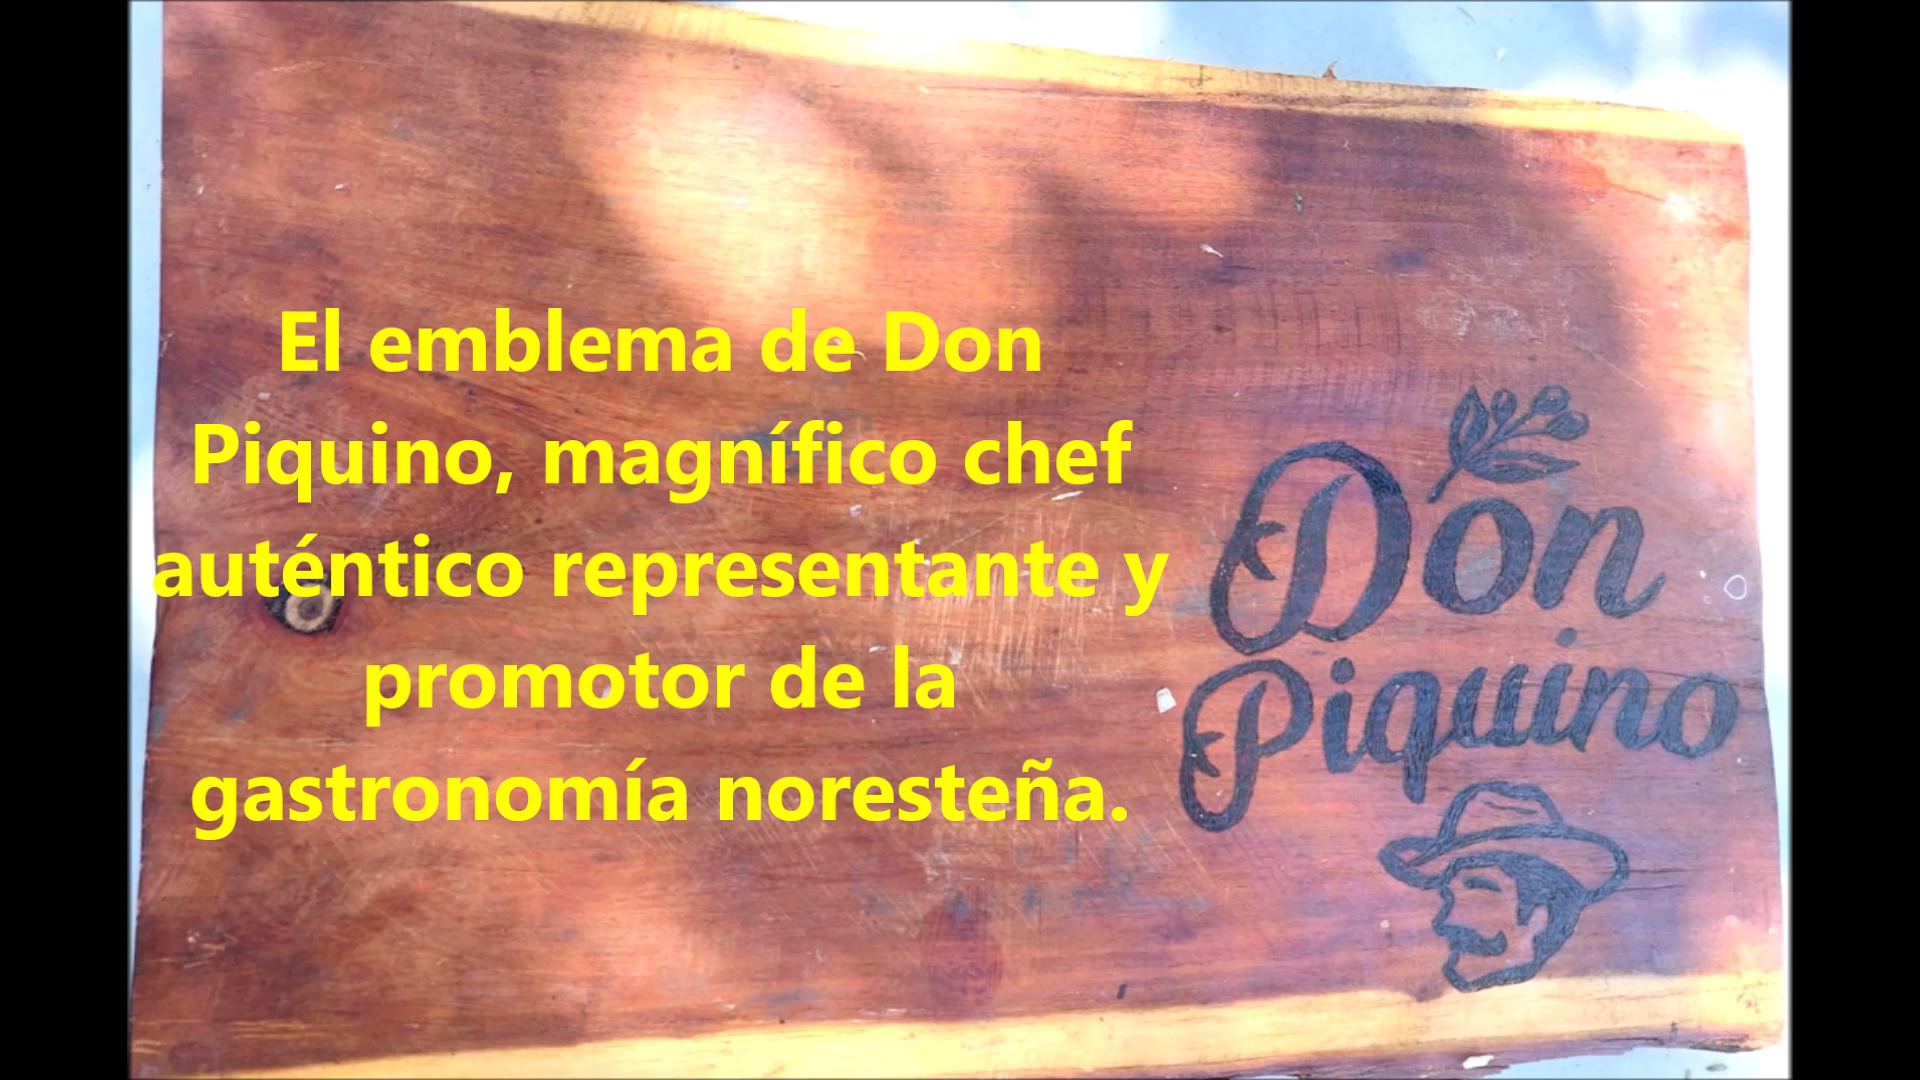 El emblema de Don
Piquino, magnífico chef
auténtico representante y
promotor de la
gastronomía noresteña.
Don
Piquino